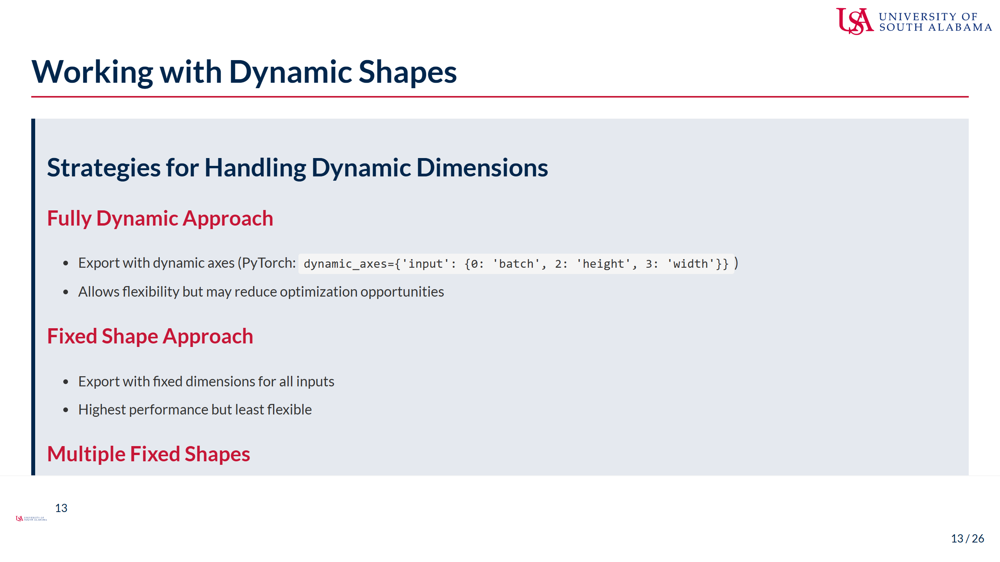 USA UNIVERSITY OF
SOUTH ALABAMA
Working with Dynamic Shapes
Strategies for Handling Dynamic Dimensions
Fully Dynamic Approach
• Export with dynamic axes (PyTorch: dynamic_axes={'input': {0: 'batch', 2: 'height', 3: 'width'}} )
• Allows flexibility but may reduce optimization opportunities
Fixed Shape Approach
• Export with fixed dimensions for all inputs
• Highest performance but least flexible
Multiple Fixed Shapes
13
USA UNIVERSITY OF
SOUTH ALABAMA
13 / 26